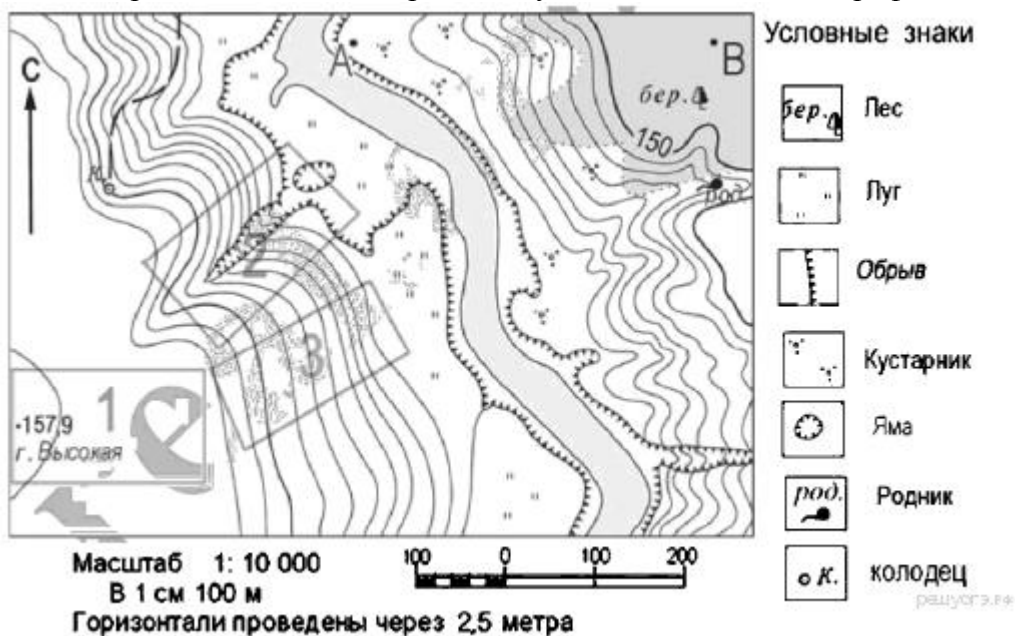 Условные знаки
С
А
В
бер.
150
род.
К.
2
3
1
157,9
г. Высокая
бер.
Лес
Луг
Обрыв
Кустарник
Яма
род.
Родник
К.
колодец
Масштаб 1: 10 000
В 1 см 100 м
100 0 100 200
Горизонтали проведены через 2,5 метра
решуогэ.рф